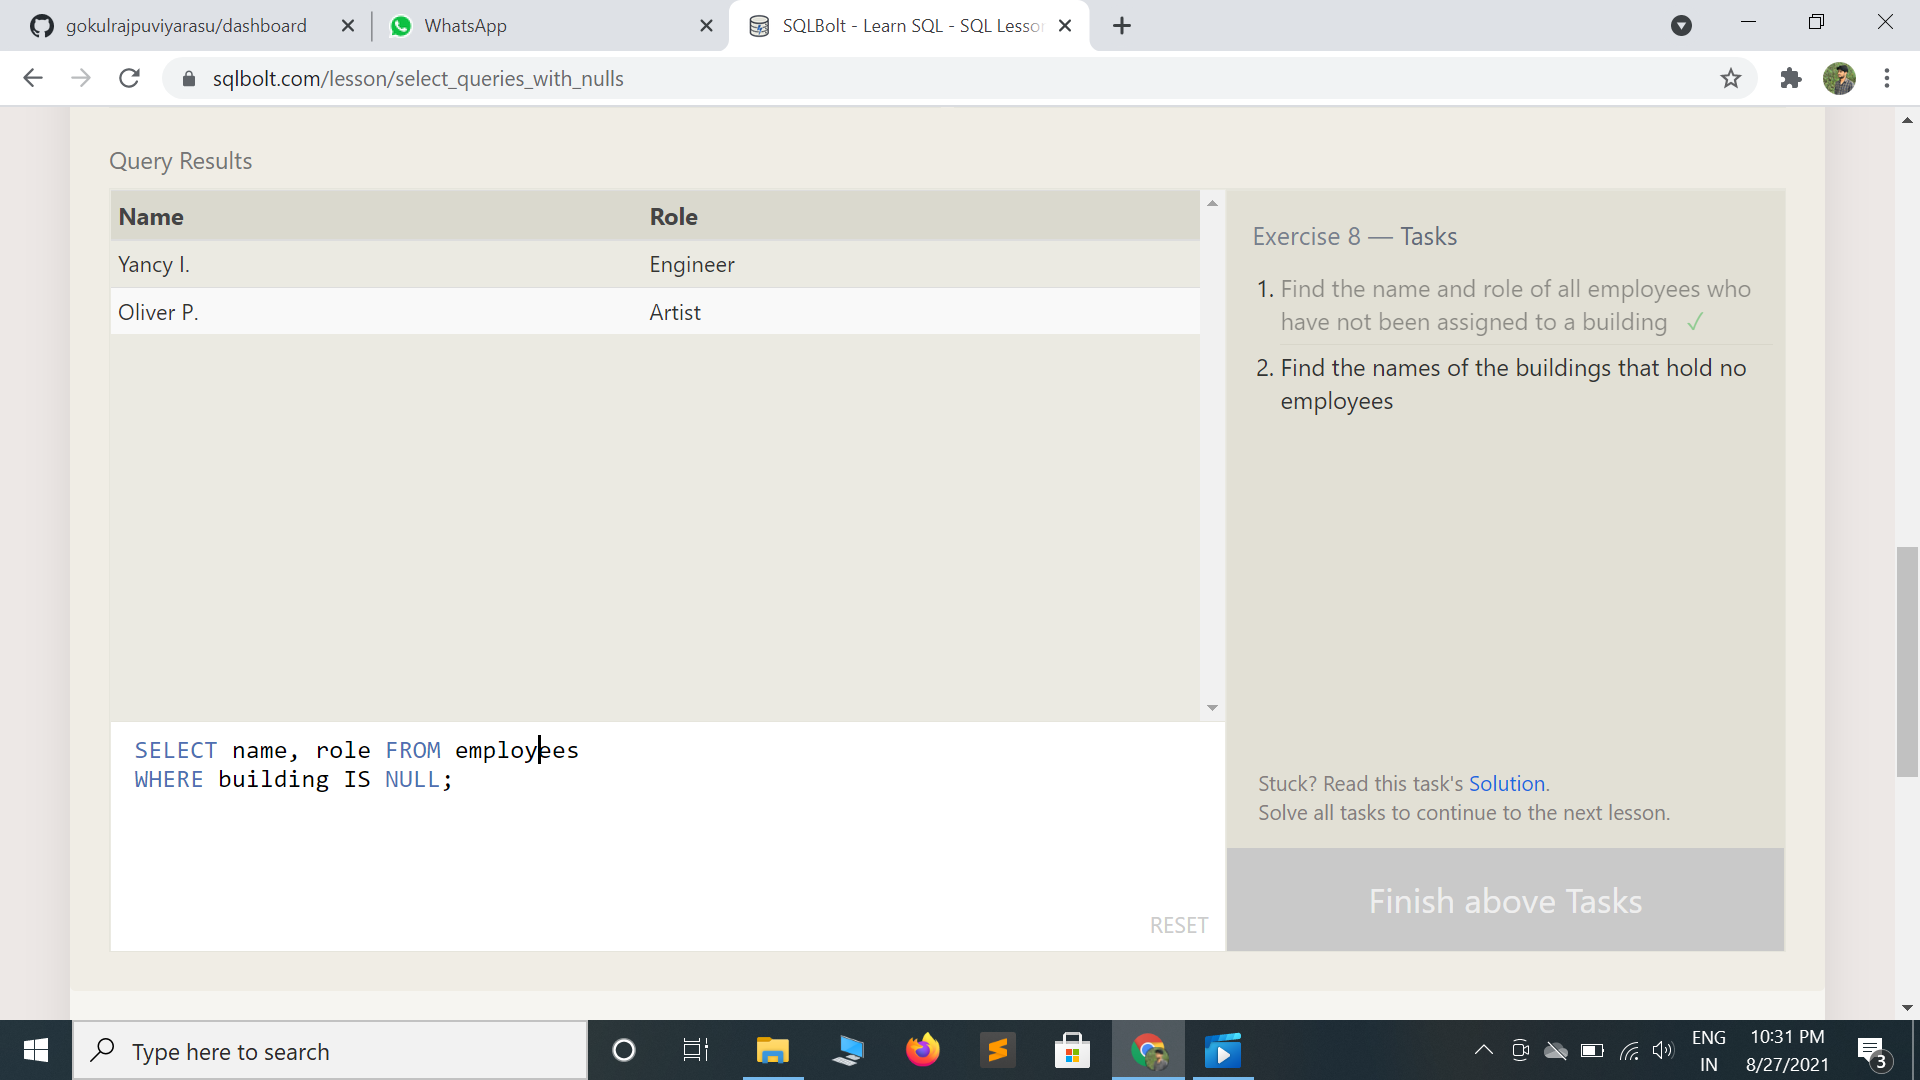 gokulrajpuviyarasu/dashboard
WhatsApp
SQLBolt - Learn SQL - SQL Lesson
sqlbolt.com/lesson/select_queries_with_nulls
Query Results
Name Role
Yancy I. Engineer
Oliver P. Artist
Exercise 8 — Tasks
1. Find the name and role of all employees who
have not been assigned to a building ✓
2. Find the names of the buildings that hold no
employees
SELECT name, role FROM employees
WHERE building IS NULL;
RESET
Stuck? Read this task's Solution.
Solve all tasks to continue to the next lesson.
Finish above Tasks
Type here to search
ENG
IN
10:31 PM
8/27/2021
3